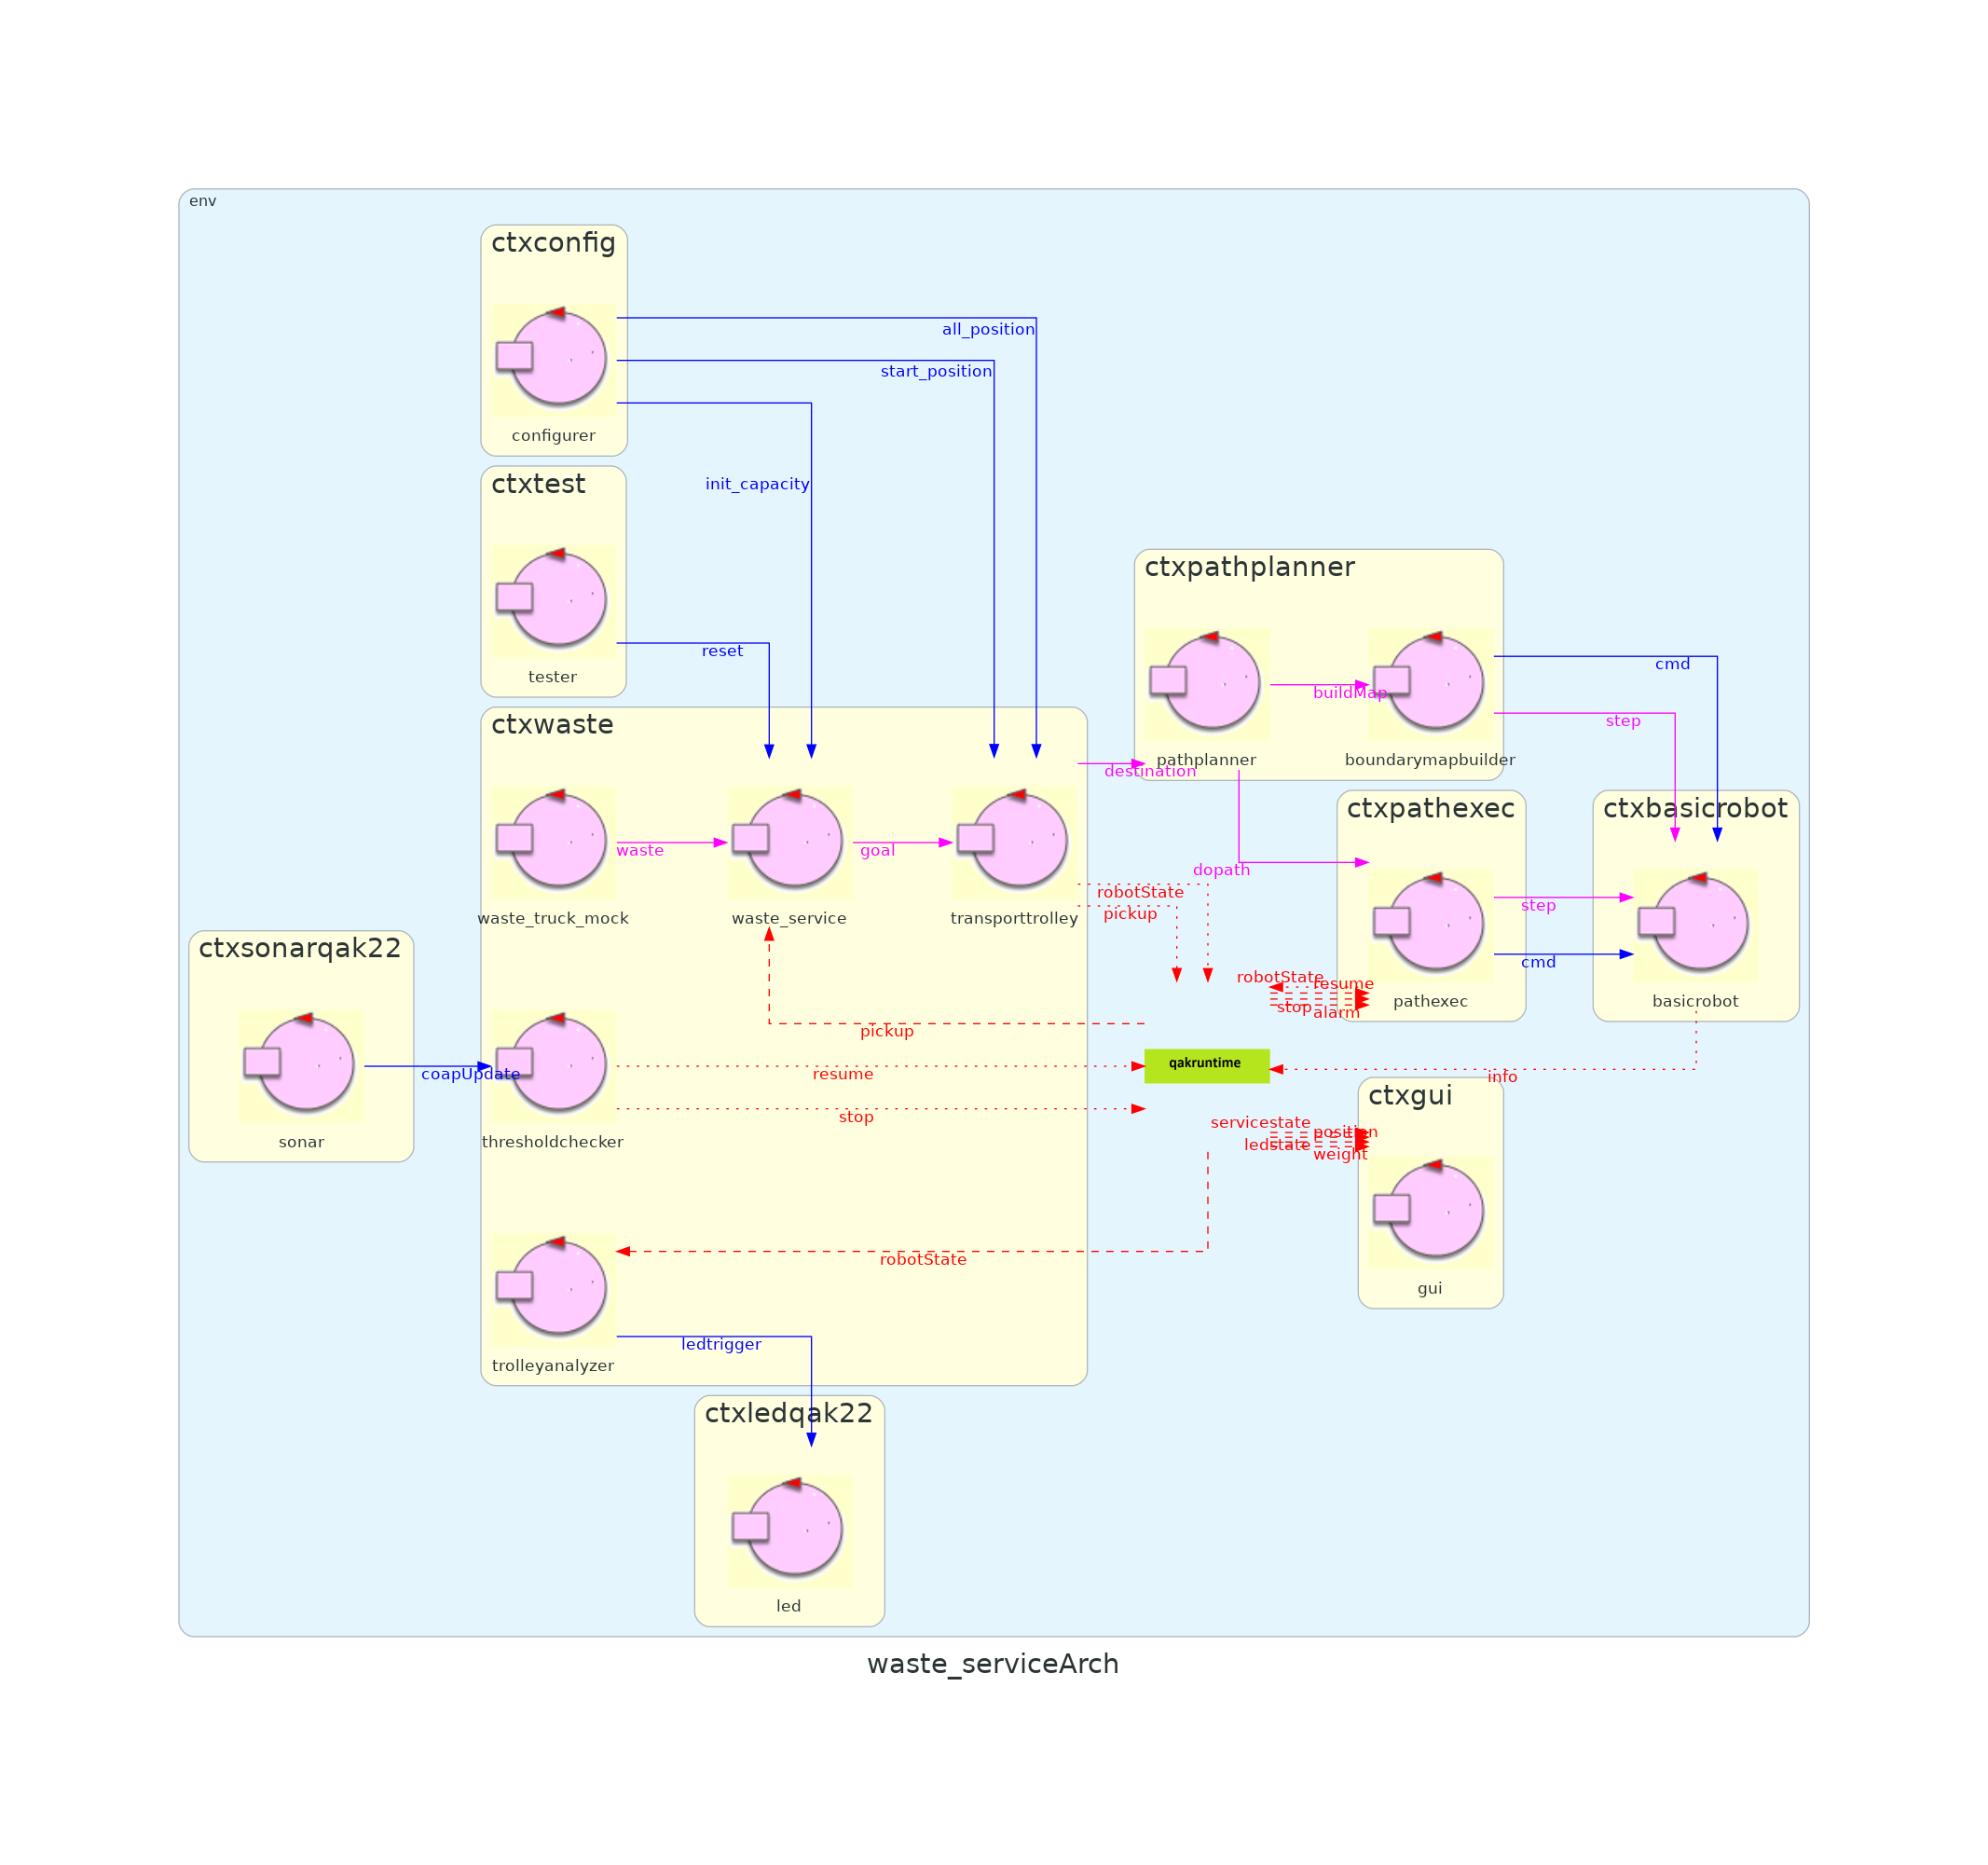 env
ctxconfig
all_position
start_position
configurer
ctxtest
init_capacity
ctxpathplanner
reset
tester
cmd
buildMap
step
ctxwaste
pathplanner
boundarymapbuilder
destination
ctxpathexec
ctxbasicrobot
waste
goal
dopath
robotState
step
pickup
waste_truck_mock
waste_service
transporttrolley
ctxsonarqak22
cmd
robotState
resume
pathexec
basicrobot
stop
alarm
pickup
qakruntime
coapUpdate
resume
info
ctxgui
stop
servicestate
position
sonar
thresholdchecker
ledstate
weight
robotState
gui
ledtrigger
trolleyanalyzer
ctxledqak22
led
waste_serviceArch